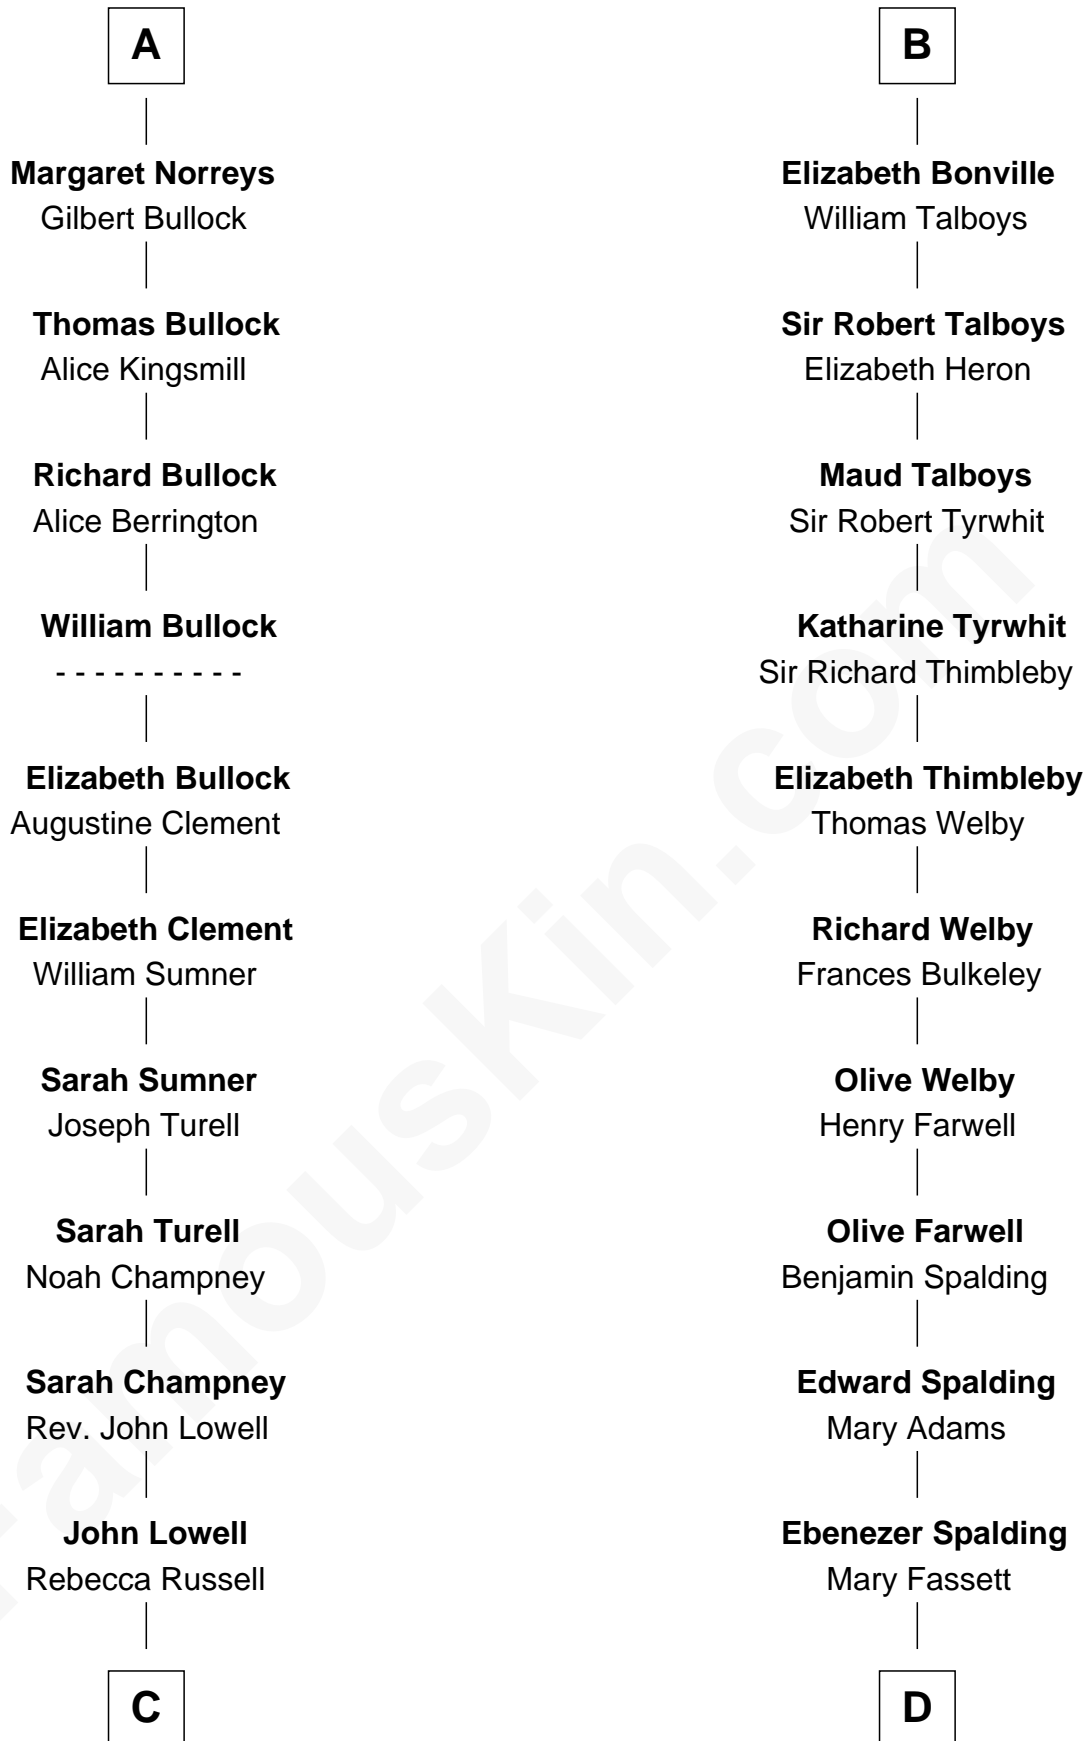 A
Margaret Norreys
Gilbert Bullock
Thomas Bullock
Alice Kingsmill
Richard Bullock
Alice Berrington
William Bullock
- - - - - - - - - -
Elizabeth Bullock
Augustine Clement
Elizabeth Clement
William Sumner
Sarah Sumner
Joseph Turell
Sarah Turell
Noah Champney
Sarah Champney
Rev. John Lowell
John Lowell
Rebecca Russell
C
B
Elizabeth Bonville
William Talboys
Sir Robert Talboys
Elizabeth Heron
Maud Talboys
Sir Robert Tyrwhit
Katharine Tyrwhit
Sir Richard Thimbleby
Elizabeth Thimbleby
Thomas Welby
Richard Welby
Frances Bulkeley
Olive Welby
Henry Farwell
Olive Farwell
Benjamin Spalding
Edward Spalding
Mary Adams
Ebenezer Spalding
Mary Fassett
D
FamousKin.com